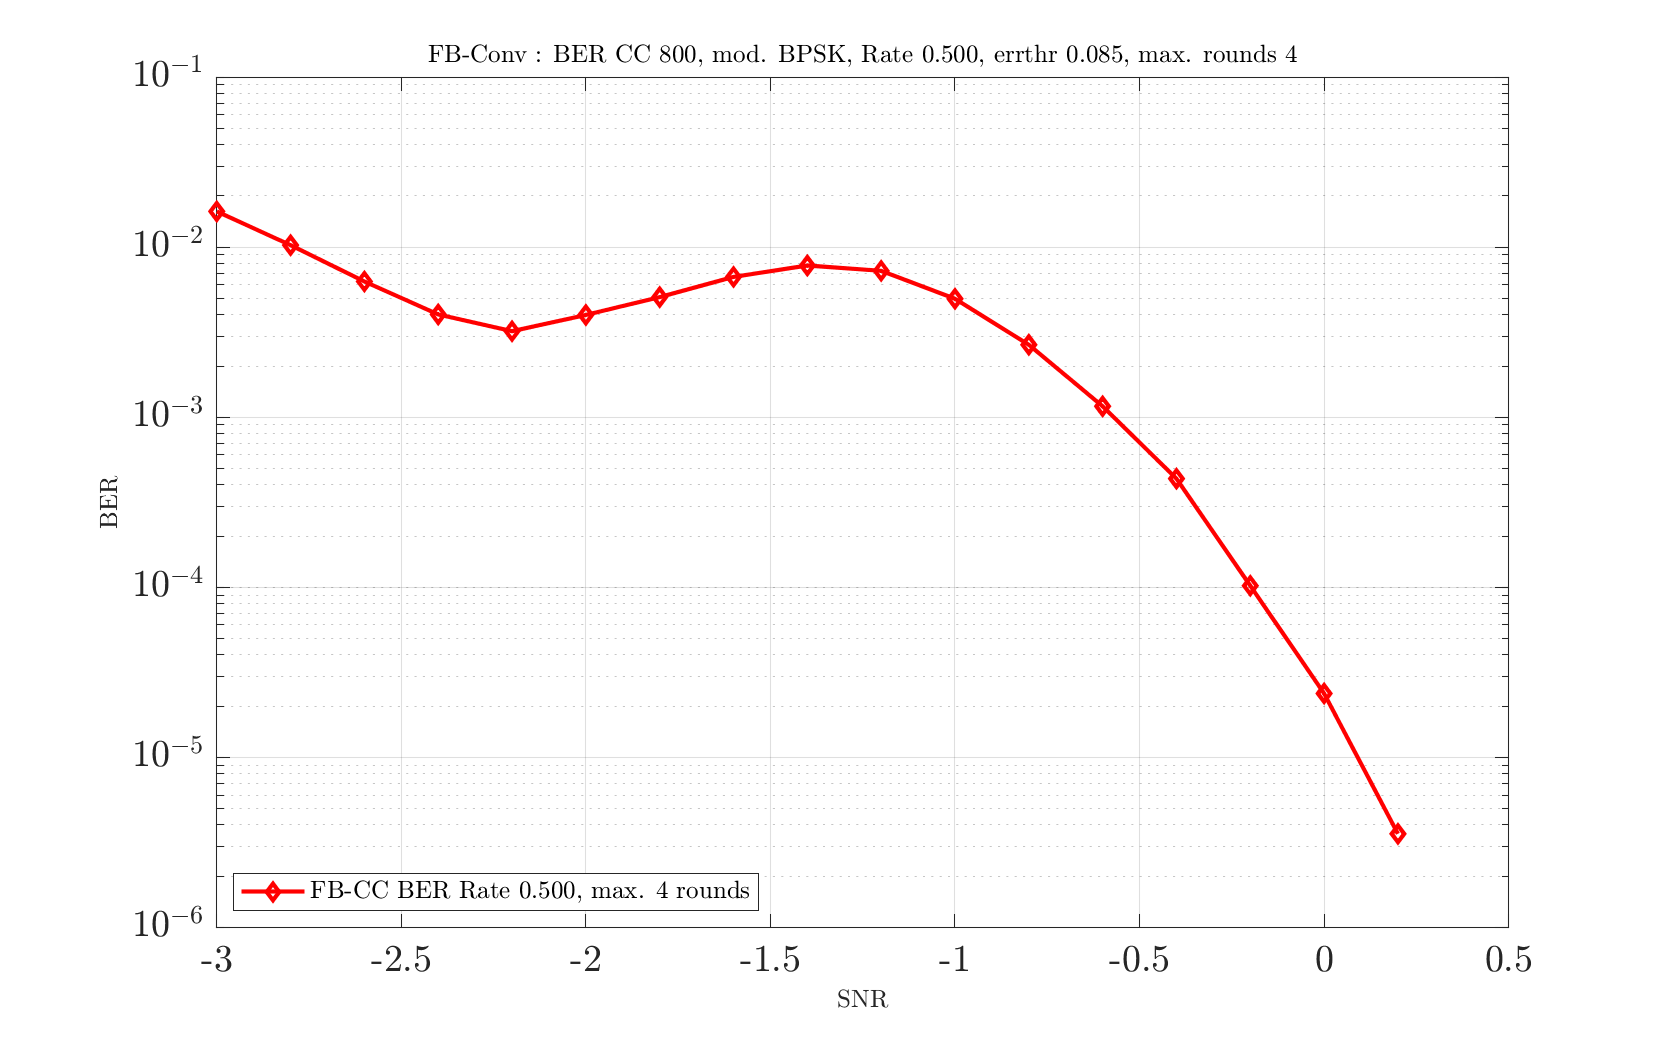 FB-Conv : BER CC 800, mod. BPSK, Rate 0.500, errthr 0.085, max. rounds 4
10^−1
10^−2
10^−3
10^−4
10^−5
10^−6
BER
FB-CC BER Rate 0.500, max. 4 rounds
-3 -2.5 -2 -1.5 -1 -0.5 0 0.5
SNR